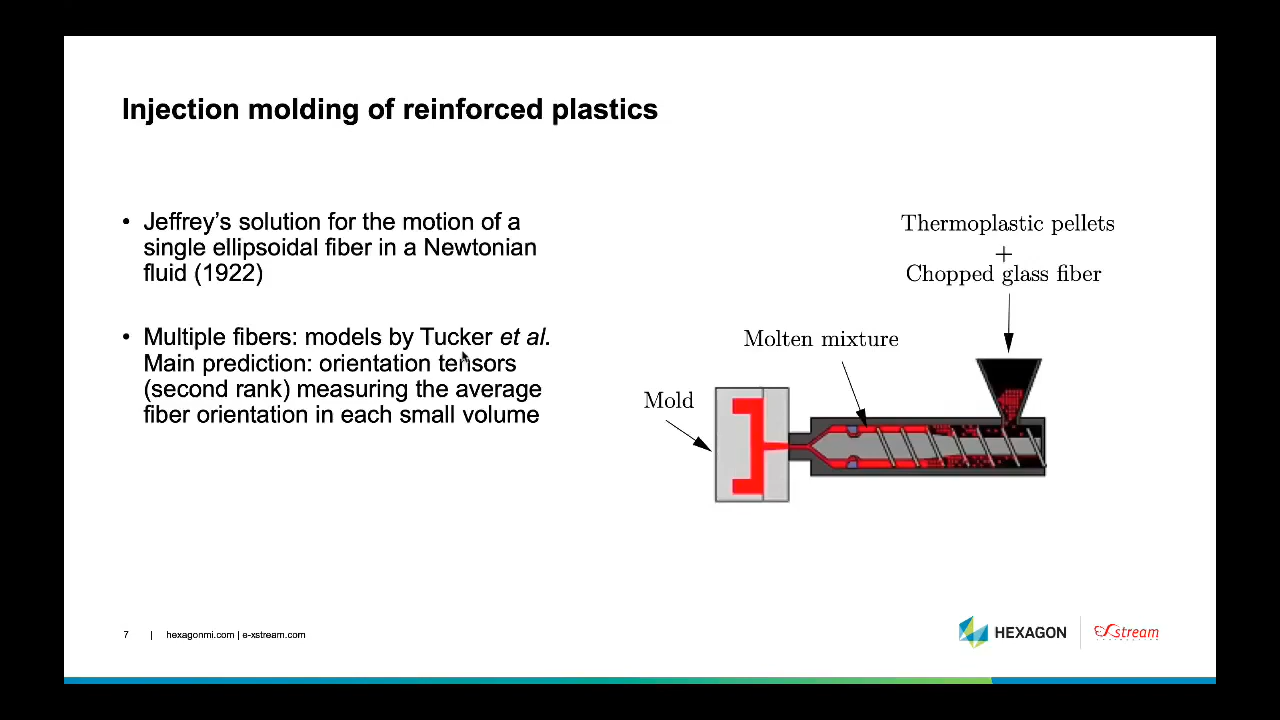 Injection molding of reinforced plastics
• Jeffrey’s solution for the motion of a
single ellipsoidal fiber in a Newtonian
fluid (1922)
• Multiple fibers: models by Tucker et al.
Main prediction: orientation tensors
(second rank) measuring the average
fiber orientation in each small volume
Thermoplastic pellets
+
Chopped glass fiber
Molten mixture
Mold
7 | hexagonmi.com | e-xstream.com
HEXAGON
eXstream